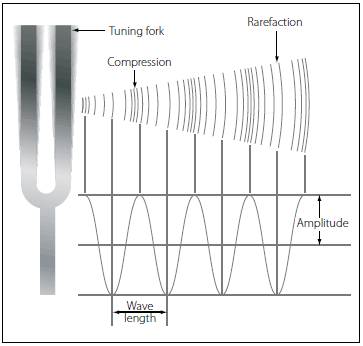 Rarefaction
Tuning fork
Compression
Amplitude
Wave
length